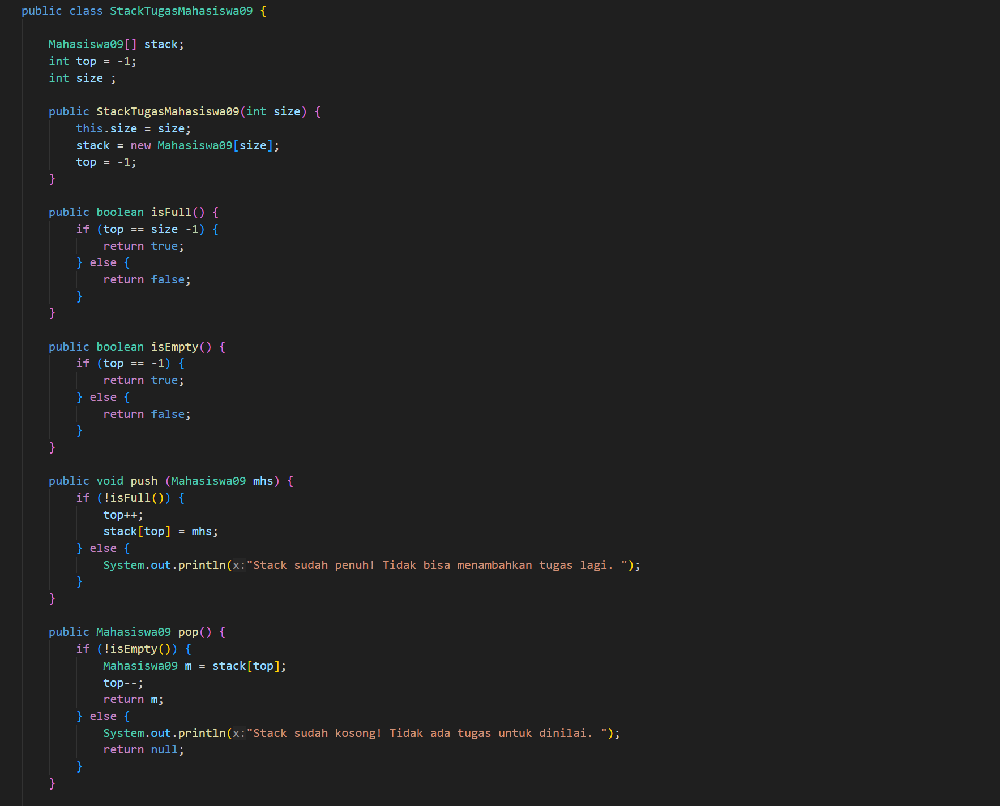 public class StackTugasMahasiswa09 {
Mahasiswa09[] stack;
int top = -1;
int size ;
public StackTugasMahasiswa09(int size) {
this.size = size;
stack = new Mahasiswa09[size];
top = -1;
}
public boolean isFull() {
if (top == size -1) {
return true;
} else {
return false;
}
}
public boolean isEmpty() {
if (top == -1) {
return true;
} else {
return false;
}
}
public void push (Mahasiswa09 mhs) {
if (!isFull()) {
top++;
stack[top] = mhs;
} else {
System.out.println(x:"Stack sudah penuh! Tidak bisa menambahkan tugas lagi. ");
}
}
public Mahasiswa09 pop() {
if (!isEmpty()) {
Mahasiswa09 m = stack[top];
top--;
return m;
} else {
System.out.println(x:"Stack sudah kosong! Tidak ada tugas untuk dinilai. ");
return null;
}
}